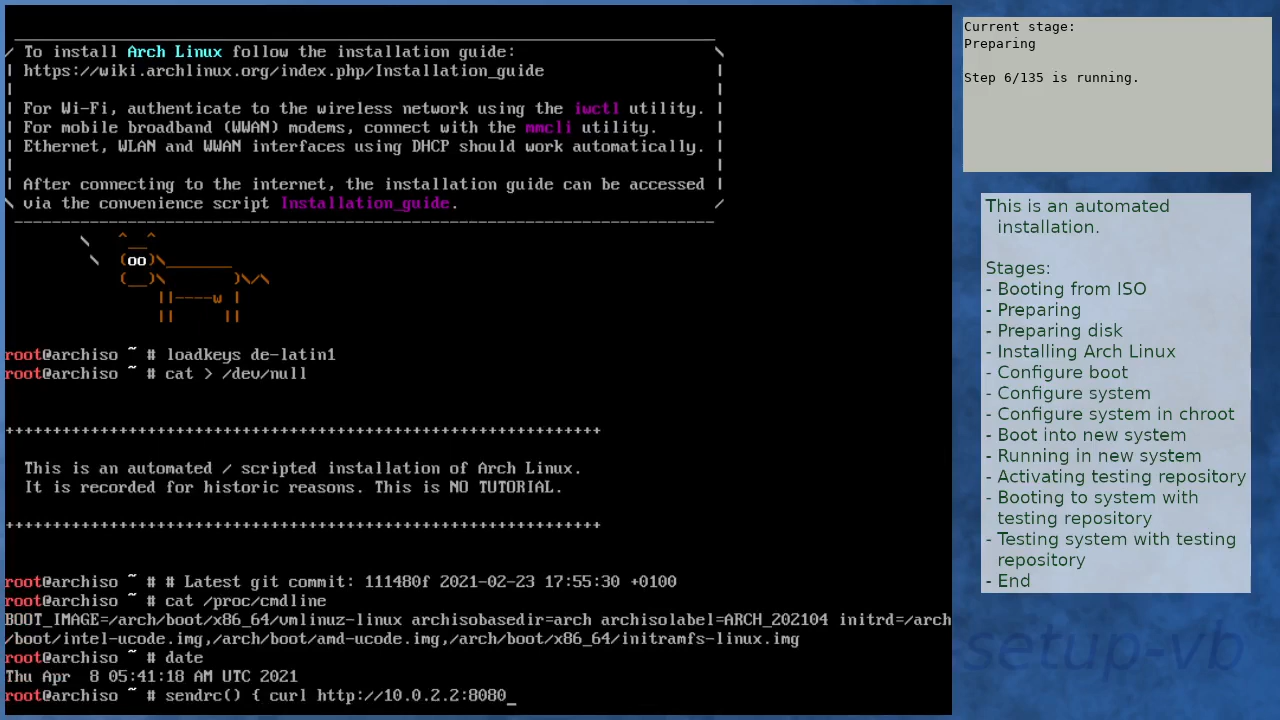 To install Arch Linux follow the installation guide:
https://wiki.archlinux.org/index.php/Installation_guide
For Wi-Fi, authenticate to the wireless network using the iwctl utility.
For mobile broadband (WWAN) modems, connect with the mmcli utility.
Ethernet, WLAN and WWAN interfaces using DHCP should work automatically.
After connecting to the internet, the installation guide can be accessed
via the convenience script Installation_guide.
root@archiso ~ # loadkeys de-latin1
root@archiso ~ # cat > /dev/null
++++++++++++++++++++++++++++++++++++++++++++++++++++++++++++++++
This is an automated / scripted installation of Arch Linux.
It is recorded for historic reasons. This is NO TUTORIAL.
++++++++++++++++++++++++++++++++++++++++++++++++++++++++++++++++
root@archiso ~ # # Latest git commit: 111480f 2021-02-23 17:55:30 +0100
root@archiso ~ # cat /proc/cmdline
BOOT_IMAGE=/arch/boot/x86_64/vmlinuz-linux archisobasedir=arch archisolabel=ARCH_202104 initrd=/arch
/boot/intel-ucode.img,/arch/boot/amd-ucode.img,/arch/boot/x86_64/initramfs-linux.img
root@archiso ~ # date
Thu Apr  8 05:41:18 AM UTC 2021
root@archiso ~ # sendrc() { curl http://10.0.2.2:8080_
Current stage:
Preparing
Step 6/135 is running.
This is an automated
installation.
Stages:
- Booting from ISO
- Preparing
- Preparing disk
- Installing Arch Linux
- Configure boot
- Configure system
- Configure system in chroot
- Boot into new system
- Running in new system
- Activating testing repository
- Booting to system with
testing repository
- Testing system with testing
repository
- End
setup-vb